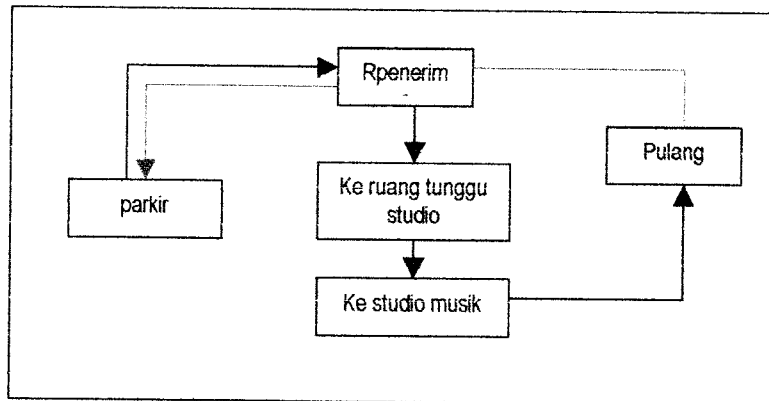 Rpenerim
Pulang
parkir
Ke ruang tunggu
studio
Ke studio musik